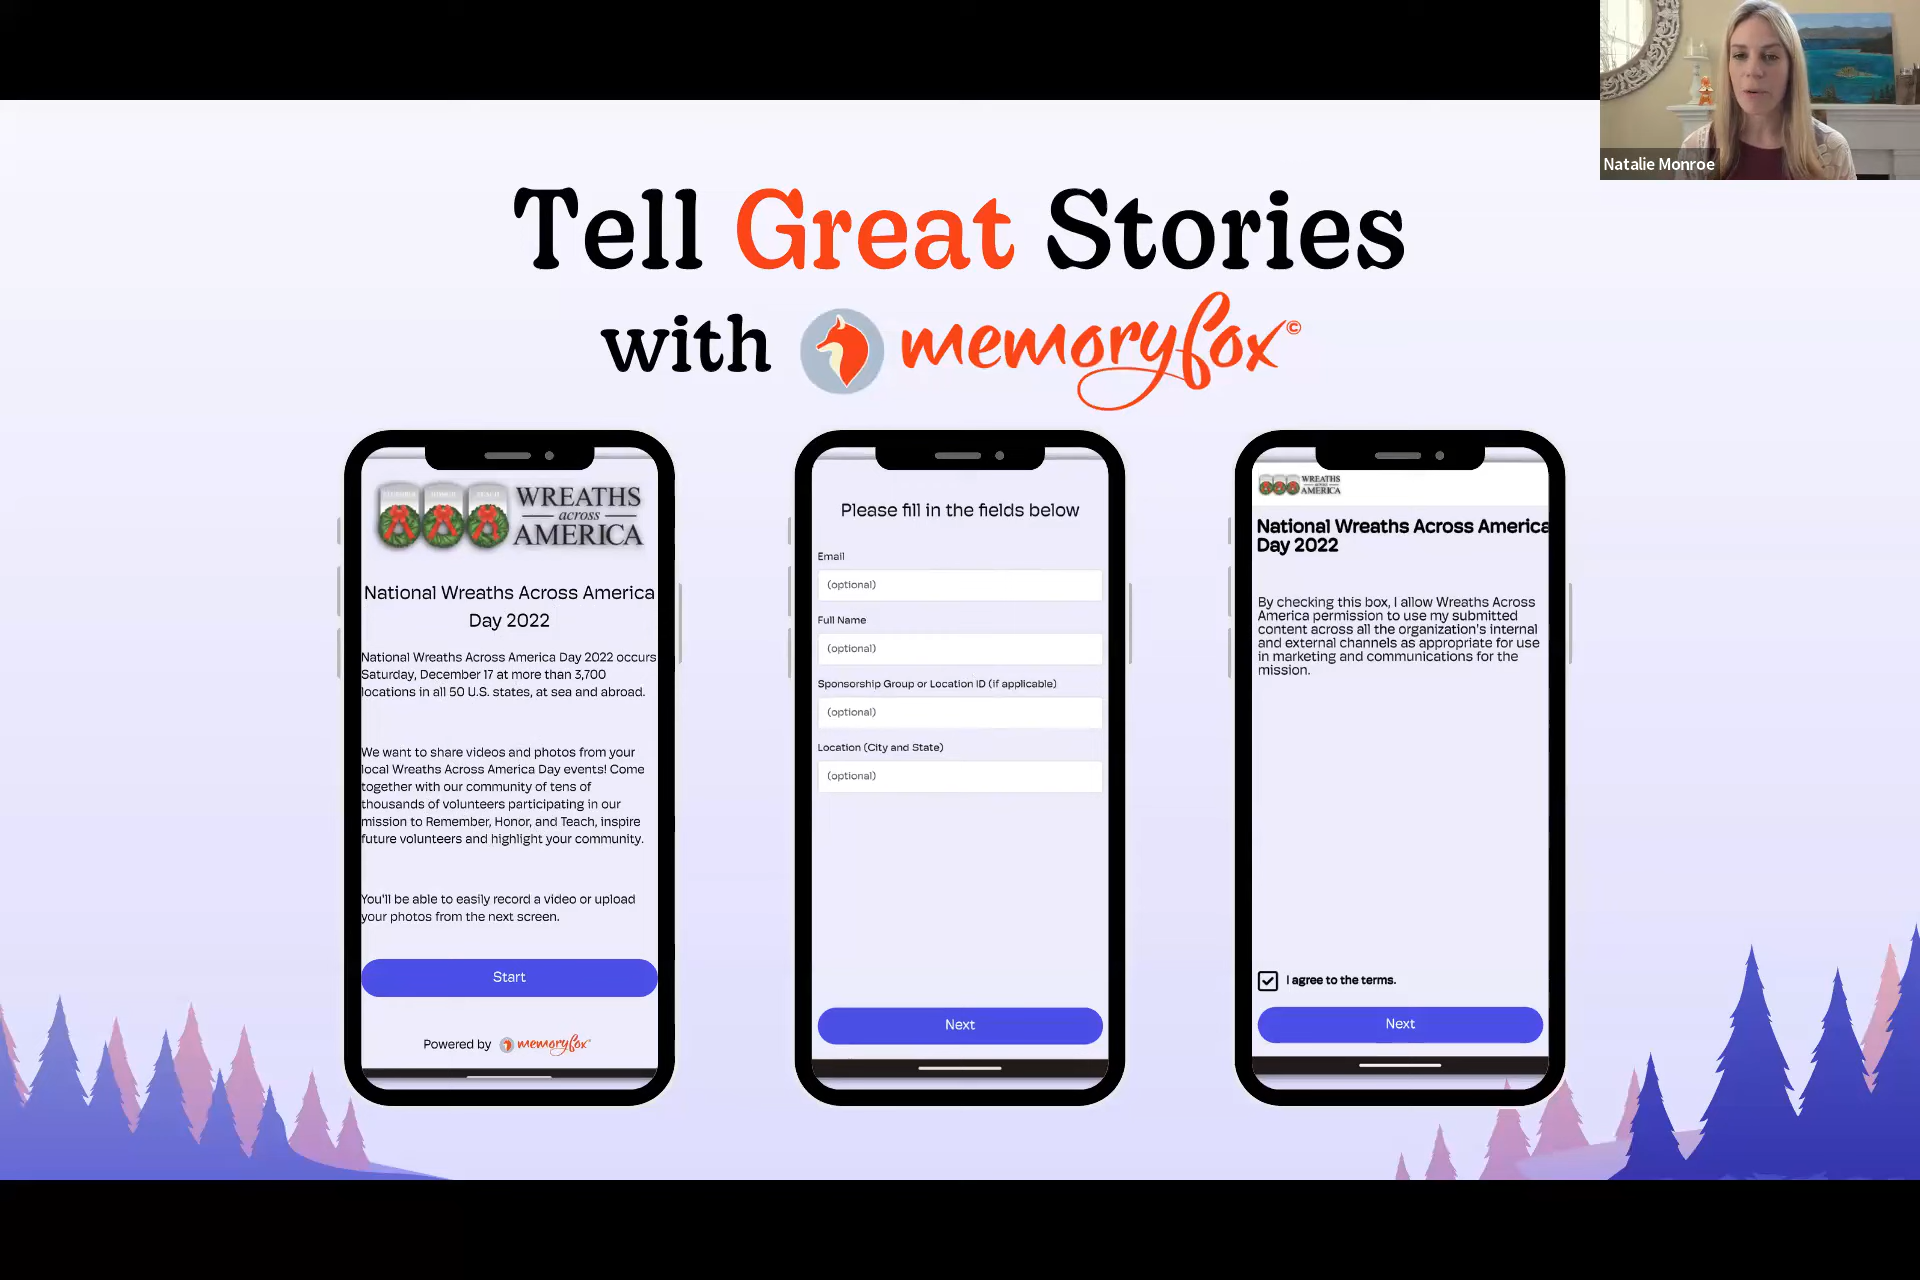 Natalie Monroe
Tell Great Stories
with memoryfox©
WREATHS
across
AMERICA
National Wreaths Across America
Day 2022
National Wreaths Across America Day 2022 occurs
Saturday, December 17 at more than 3,700
locations in all 50 U.S. states, at sea and abroad.
We want to share videos and photos from your
local Wreaths Across America Day events! Come
together with our community of tens of
thousands of volunteers participating in our
mission to Remember, Honor, and Teach, inspire
future volunteers and highlight your community.
You'll be able to easily record a video or upload
your photos from the next screen.
Start
Powered by memoryfox
Please fill in the fields below
Email
(optional)
Full Name
(optional)
Sponsorship Group or Location ID (if applicable)
(optional)
Location (City and State)
(optional)
Next
WREATHS
across
AMERICA
National Wreaths Across America
Day 2022
By checking this box, I allow Wreaths Across
America permission to use my submitted
content across all the organization's internal
and external channels as appropriate for use
in marketing and communications for the
mission.
I agree to the terms.
Next